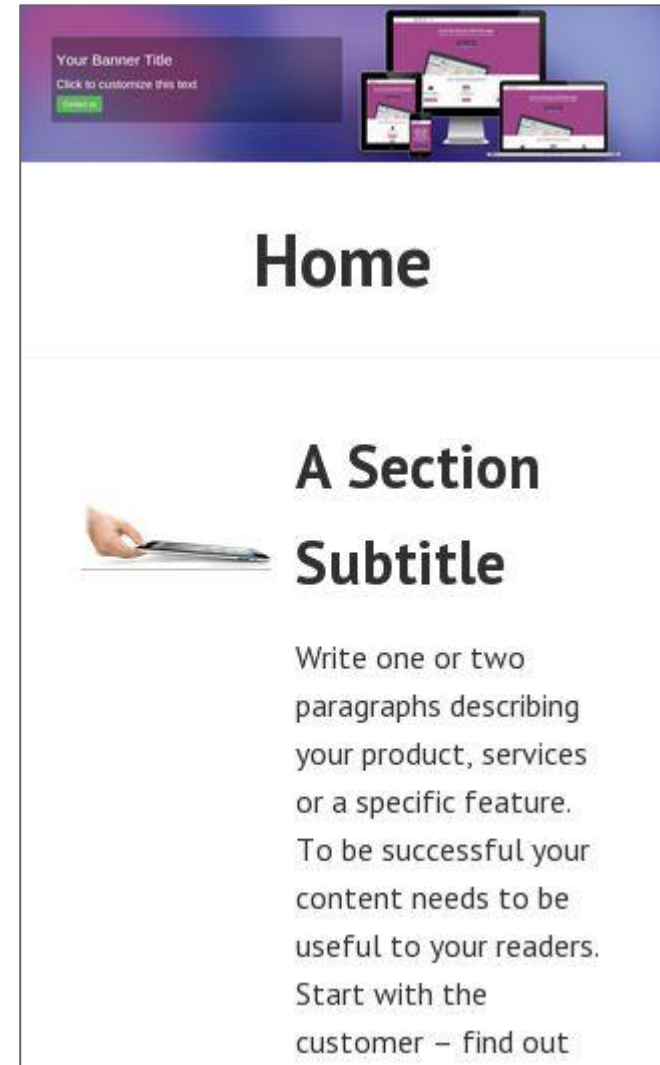 Your Banner Title
Click to customize this text
Contact us
Home
A Section
Subtitle
Write one or two
paragraphs describing
your product, services
or a specific feature.
To be successful your
content needs to be
useful to your readers.
Start with the
customer – find out